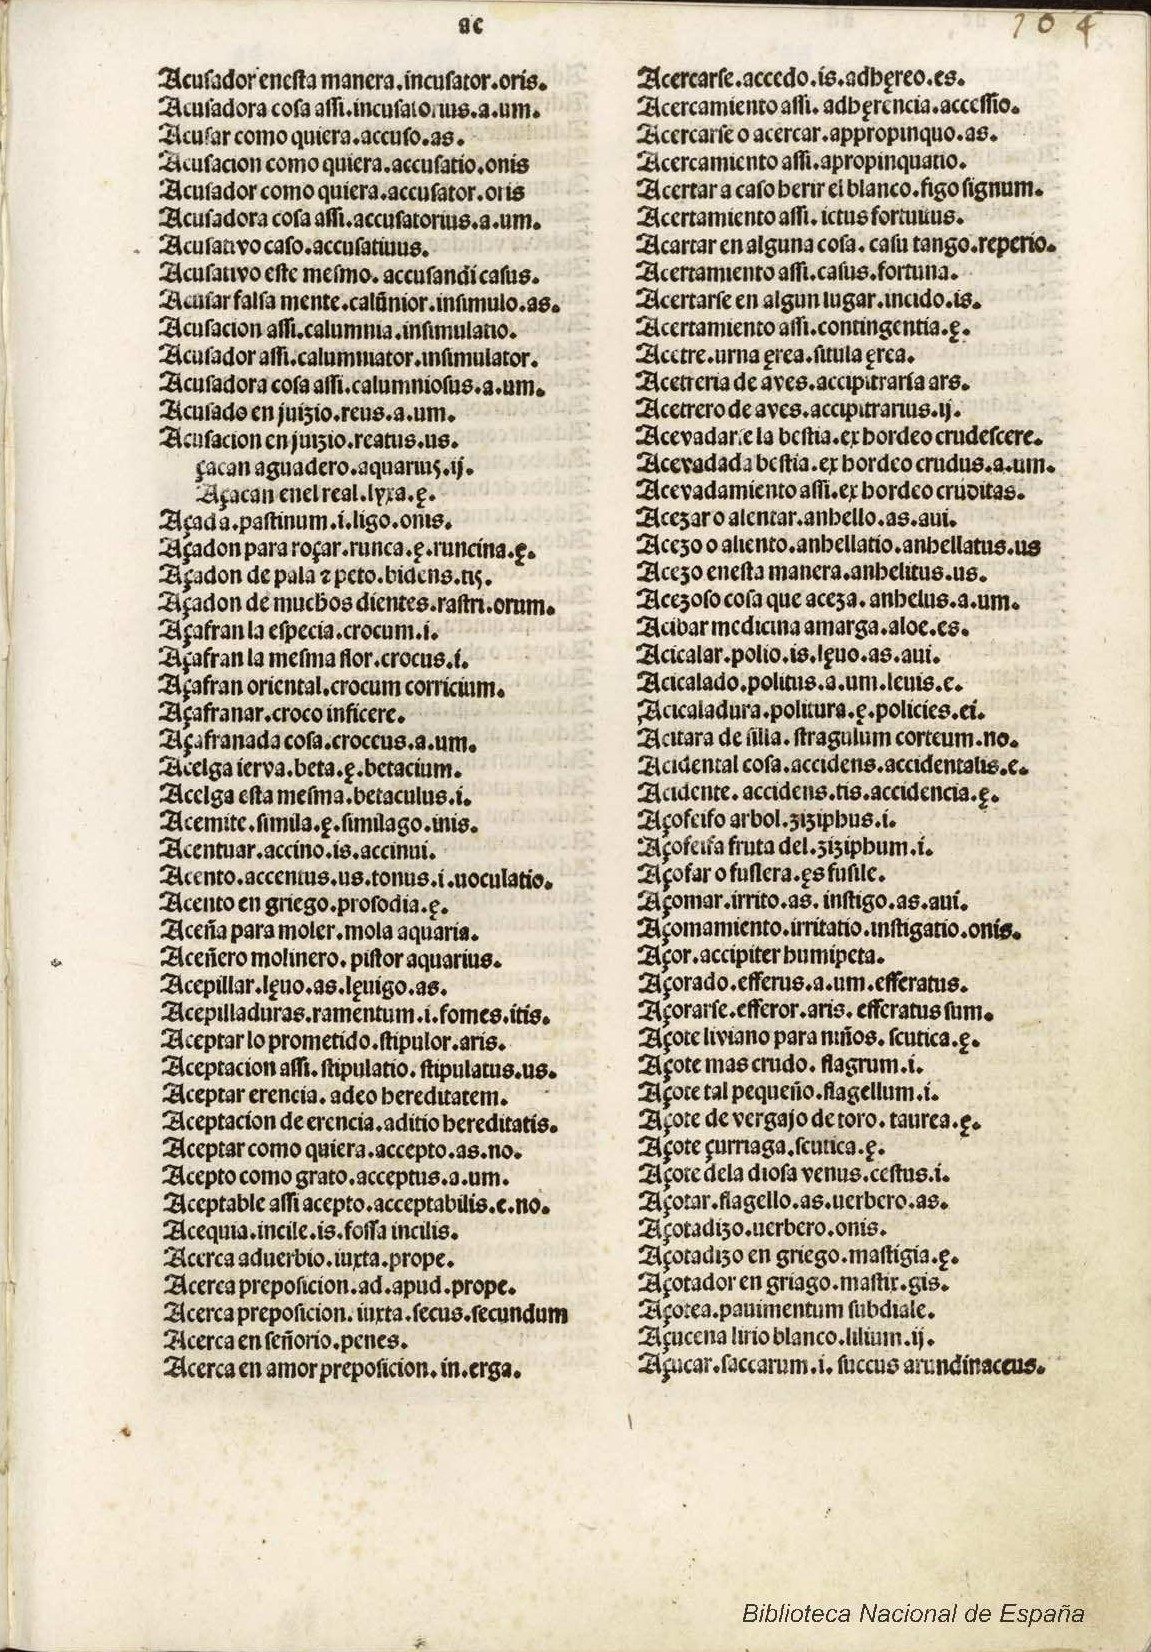 ac
104
Acusador enesta manera.incusator.oris.
Acusadora cosa assi.incusatorius.a.um.
Acusar como quiera.accuso.as.
Acusacion como quiera.accusatio.onis
Acusador como quiera.accusator.oris
Acusadora cosa assi.accusatorius.a.um.
Acusativo caso.accusatiuus.
Acusativo este mesmo.accusandi casus.
Acusar falsa mente.calũnior.insimulo.as.
Acusacion assi.calumnia.insimulatio.
Acusador assi.calumniator.insimulator.
Acusadora cosa assi.calumniosus.a.um.
Acusado en juizio.reus.a.um.
Acusacion en juizio.reatus.us.
çacan aguadero.aquarius.ij.
Açacan enel real.lyxa.ę.
Açada.pastinum.i.ligo.onis.
Açadon para roçar.runca.ę.runcina.ę.
Açadon de pala ⁊ peto.bidens.tis.
Açadon de muchos dientes.rastri.orum.
Açafran la especia.crocum.i.
Açafran la mesma flor.crocus.i.
Açafran oriental.crocum corricium.
Açafranar.croco inficere.
Açafranada cosa.croceus.a.um.
Acelga ierva.beta.ę.betacium.
Acelga esta mesma.betaculus.i.
Acemite.simila.ę.similago.inis.
Acentuar.accino.is.accinui.
Acento.accentus.us.tonus.i.uoculatio.
Acento en griego.prosodia.ę.
Aceña para moler.mola aquaria.
Aceñero molinero.pistor aquarius.
Acepillar.lęuo.as.lęuigo.as.
Acepilladuras.ramentum.i.fomes.itis.
Aceptar lo prometido.stipulor.aris.
Aceptacion assi.stipulatio.stipulatus.us.
Aceptar erencia.adeo hereditatem.
Aceptacion de erencia.aditio hereditatis.
Aceptar como quiera.accepto.as.no.
Acepto como grato.acceptus.a.um.
Aceptable assi acepto.acceptabilis.e.no.
Acequia.incile.is.fossa incilis.
Acerca aduerbio.iuxta.prope.
Acerca preposicion.ad.apud.prope.
Acerca preposicion.iuxta.secus.secundum
Acerca en señorio.penes.
Acerca en amor preposicion.in.erga.
Acercarse.accedo.is.adhęreo.es.
Acercamiento assi.adhęrencia.accessio.
Acercarse o acercar.appropinquo.as.
Acercamiento assi.apropinquatio.
Acertar a caso herir el blanco.figo signum.
Acertamiento assi.ictus fortuitus.
Acartar en alguna cosa.casu tango.reperio.
Acertamiento assi.casus.fortuna.
Acertarse en algun lugar.incido.is.
Acertamiento assi.contingentia.ę.
Acetre.urna ęrea.situla ęrea.
Acetreria de aves.accipitraria ars.
Acetrero de aves.accipitrarius.ij.
Acevadarse la bestia.ex hordeo crudescere.
Acevadada bestia.ex hordeo crudus.a.um.
Acevadamiento assi.ex hordeo cruditas.
Acezar o alentar.anhello.as.aui.
Acezo o aliento.anhellatio.anhellatus.us
Acezo enesta manera.anhelitus.us.
Acezoso cosa que aceza.anhelus.a.um.
Acibar medicina amarga.aloe.es.
Acicalar.polio.is.lęuo.as.aui.
Acicalado.politus.a.um.leuis.e.
Acicaladura.politura.ę.policies.ei.
Acitara de silla.stragulum corteum.no.
Acidental cosa.accidens.accidentalis.e.
Acidente.accidens.tis.accidencia.ę.
Açofeifo arbol.ziziphus.i.
Açofeifa fruta del.ziziphum.i.
Açofar o fuslera.ęs fusile.
Açomar.irrito.as.instigo.as.aui.
Açomamiento.irritatio.instigatio.onis.
Açor.accipiter humipeta.
Açorado.efferus.a.um.efferatus.
Açorarse.efferor.aris.efferatus sum.
Açote liviano para niños.scutica.ę.
Açote mas crudo.flagrum.i.
Açote tal pequeño.flagellum.i.
Açote de vergajo de toro.taurea.ę.
Açote çurriaga.scutica.ę.
Açote dela diosa venus.cestus.i.
Açotar.flagello.as.uerbero.as.
Açotadizo.uerbero.onis.
Açotadizo en griego.mastigia.ę.
Açotador en griago.mastix.gis.
Açotea.pauimentum subdiale.
Açucena lirio blanco.lilium.ij.
Açucar.saccarum.i.succus arundinaceus.
Biblioteca Nacional de España